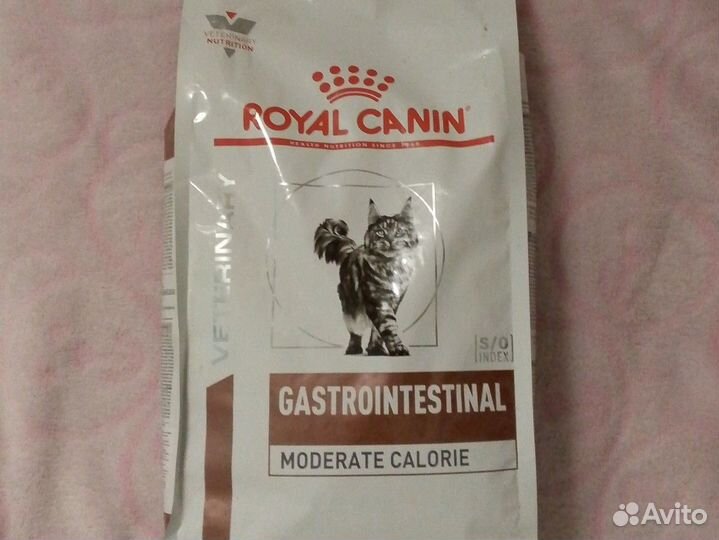 VETERINARY
NUTRITION
ROYAL CANIN
HEALTH NUTRITION SINCE 1968
VETERINARY
S/O
INDEX
GASTROINTESTINAL
MODERATE CALORIE
Avito